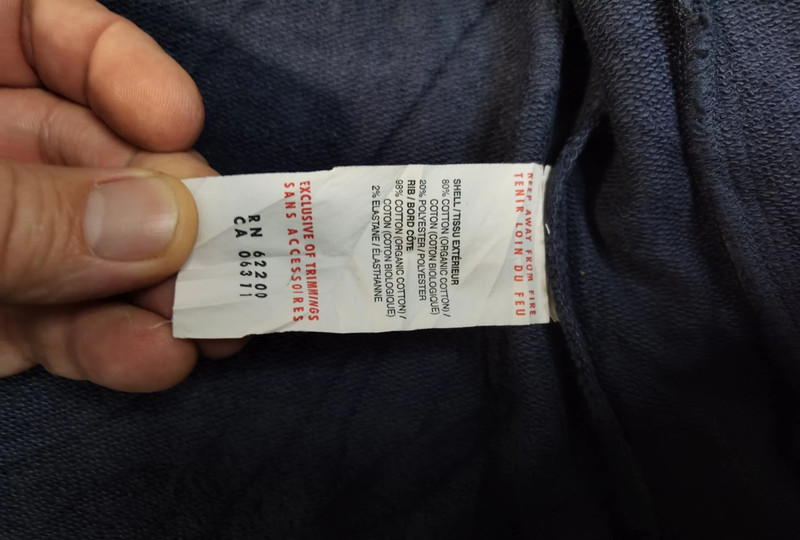 KEEP AWAY FROM FIRE
TENIR LOIN DU FEU
SHELL / TISSU EXTÉRIEUR
80% COTTON (ORGANIC COTTON) /
COTON (COTON BIOLOGIQUE)
20% POLYESTER / POLYESTER
RIB / BORD CÔTE
98% COTTON (ORGANIC COTTON) /
COTON (COTON BIOLOGIQUE)
2% ELASTANE / ÉLASTHANNE
EXCLUSIVE OF TRIMMINGS
SANS ACCESSOIRES
RN 62200
CA 06311